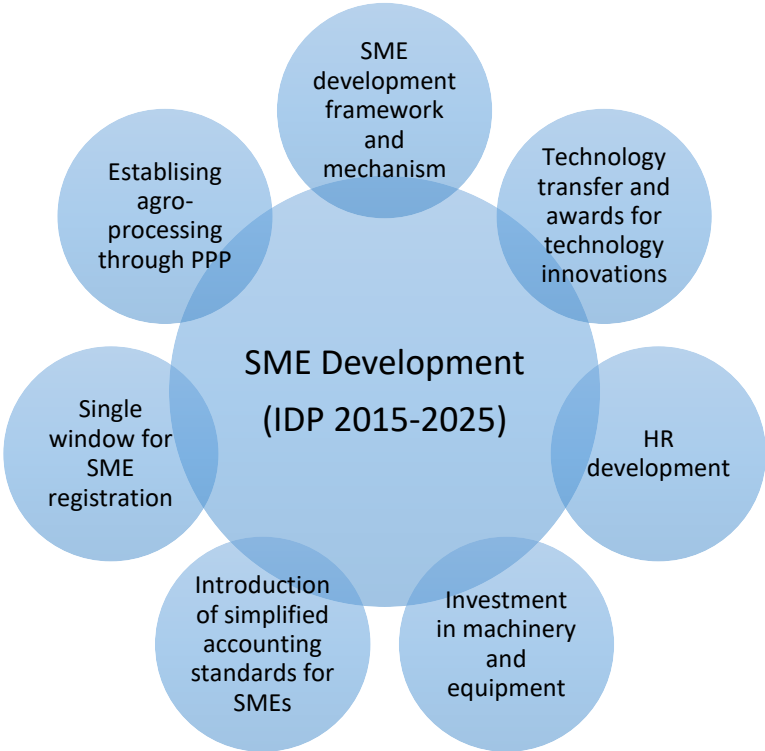 SME
development
framework
and
mechanism
Technology
transfer and
awards for
technology
innovations
HR
development
Investment
in machinery
and
equipment
Introduction
of simplified
accounting
standards for
SMEs
Single
window for
SME
registration
Establising
agro-
processing
through PPP
SME Development
(IDP 2015-2025)